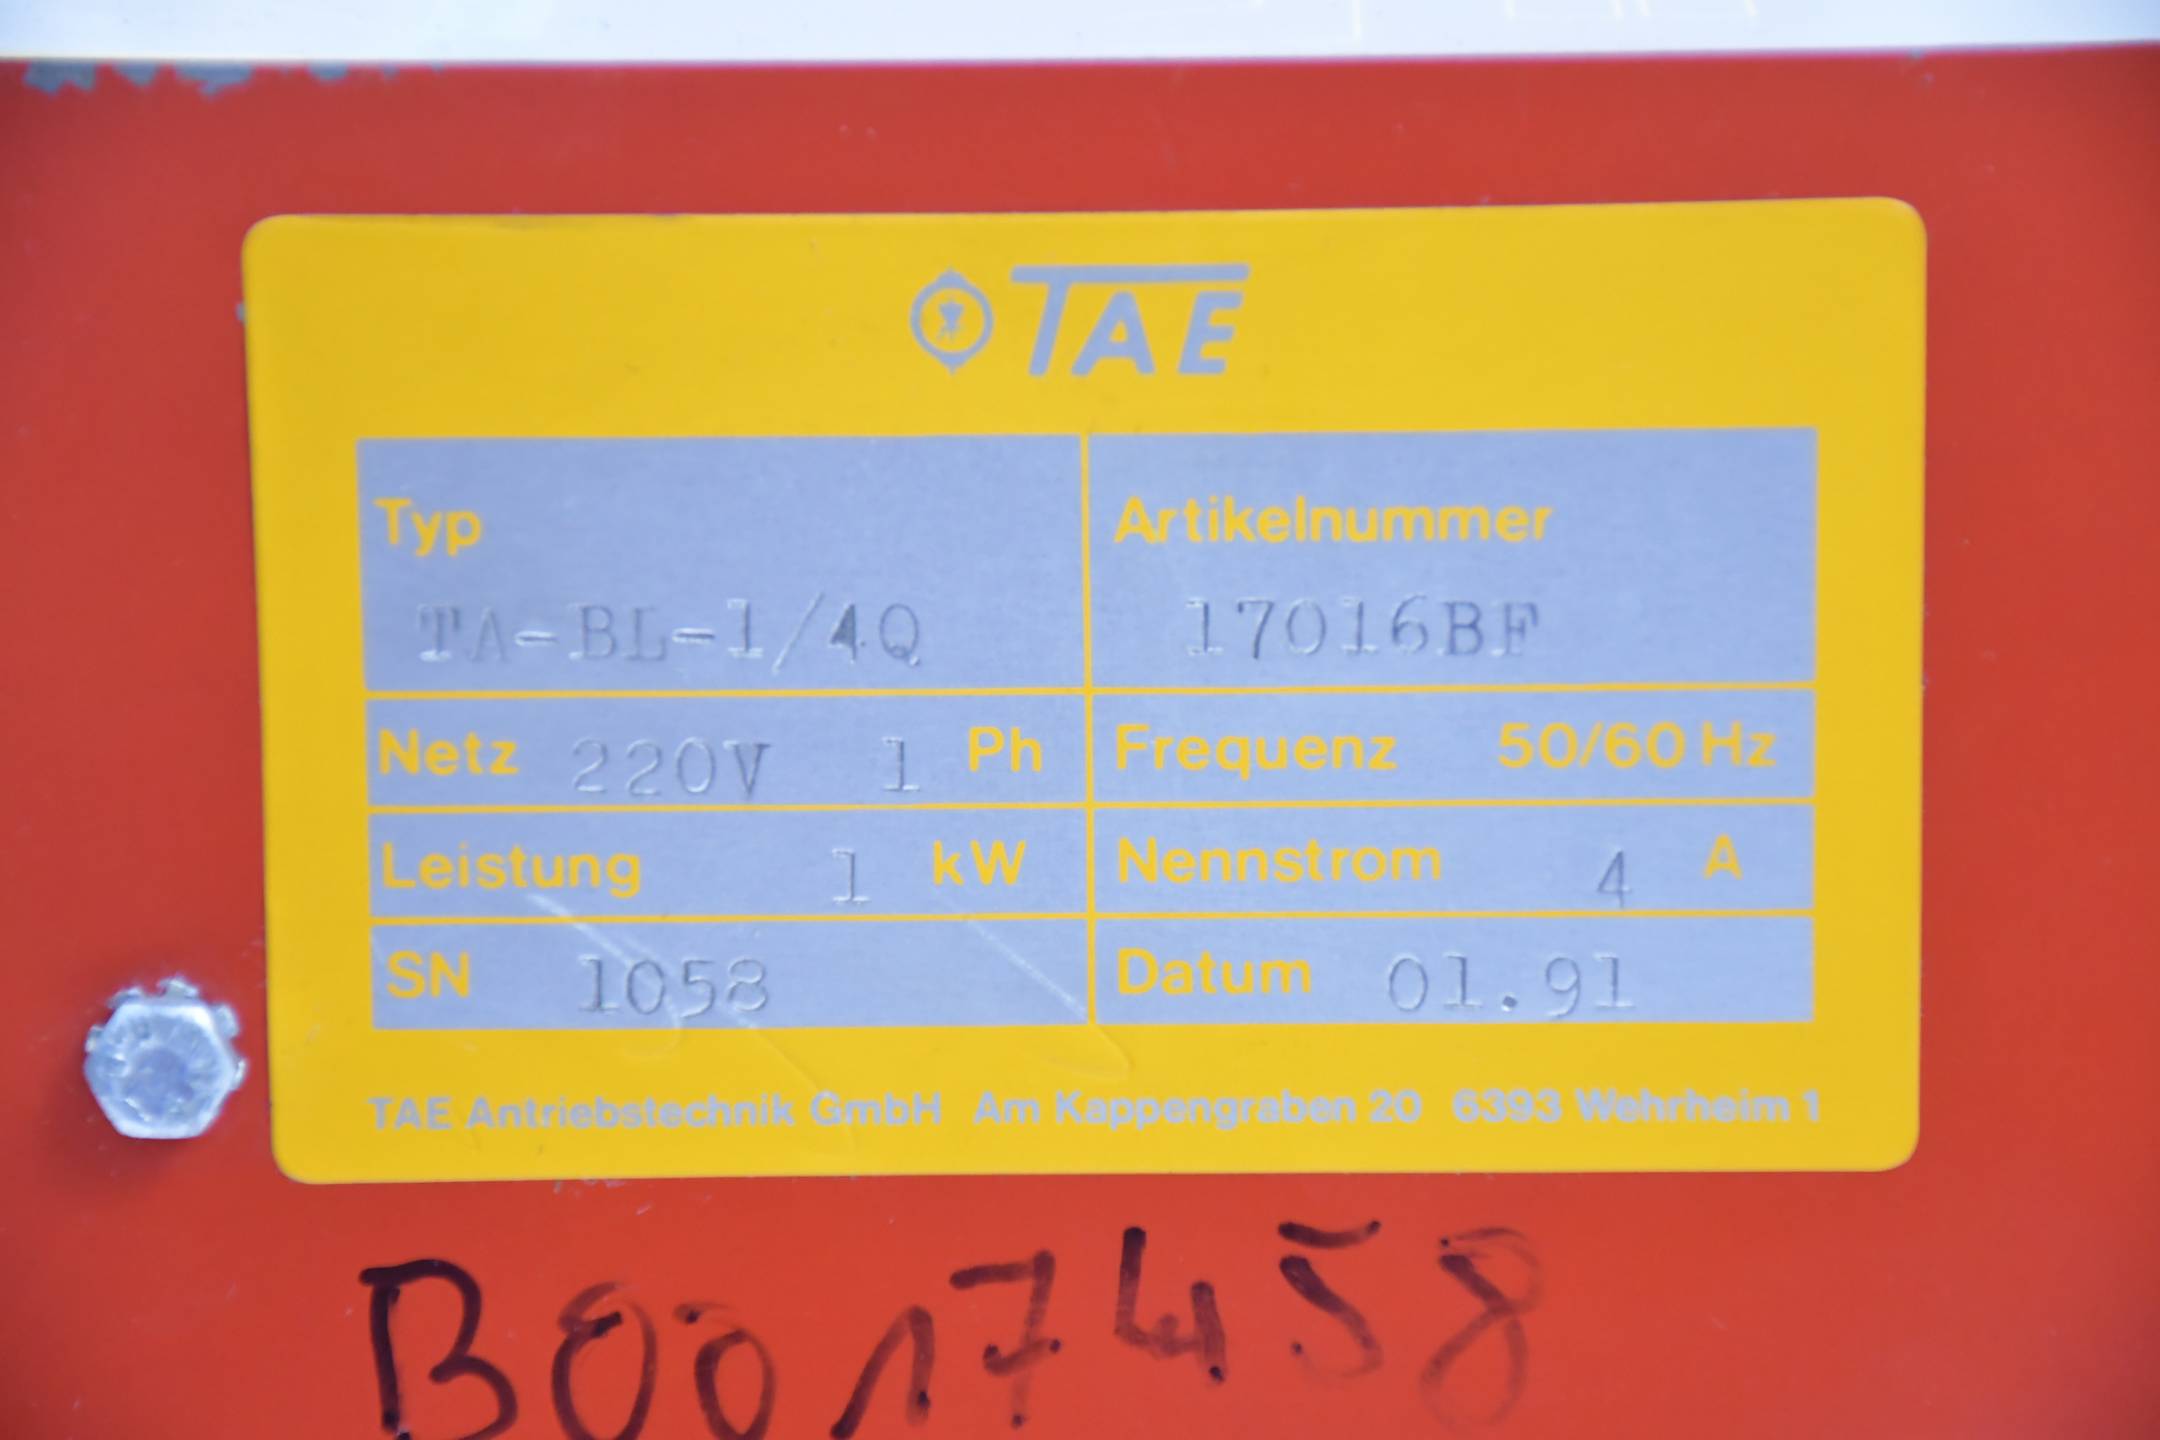 TAE
Typ Artikelnummer
TA-BL-1/4Q 17016BF
Netz 220V 1 Ph Frequenz 50/60 Hz
Leistung 1 kW Nennstrom 4 A
SN 1058 Datum 01.91
TAE Antriebstechnik GmbH Am Kappengraben 20 6393 Wehrheim 1
B0017458